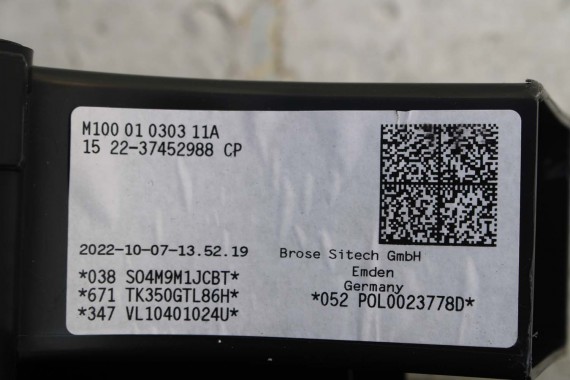 M100 01 0303 11A
15 22-37452988 CP
2022-10-07-13.52.19
Brose Sitech GmbH
Emden
Germany
*038 SO4M9M1JCBT*
*671 TK350GTL86H*
*052 POL0023778D*
*347 VL10401024U*